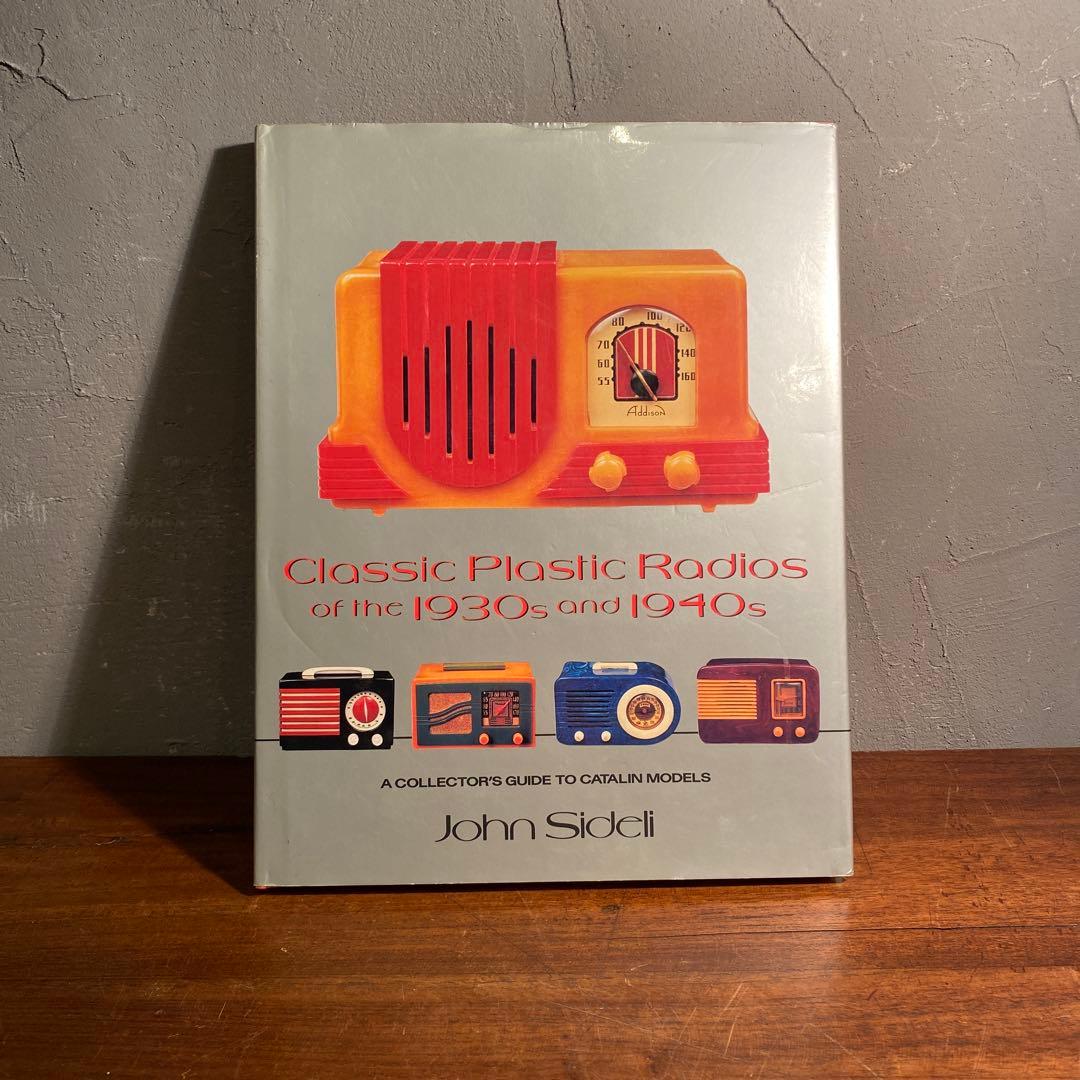 80 100 120
70 140
60
55 160
Addison
Classic Plastic Radios
of the 1930s and 1940s
A COLLECTOR'S GUIDE TO CATALIN MODELS
John Sideli